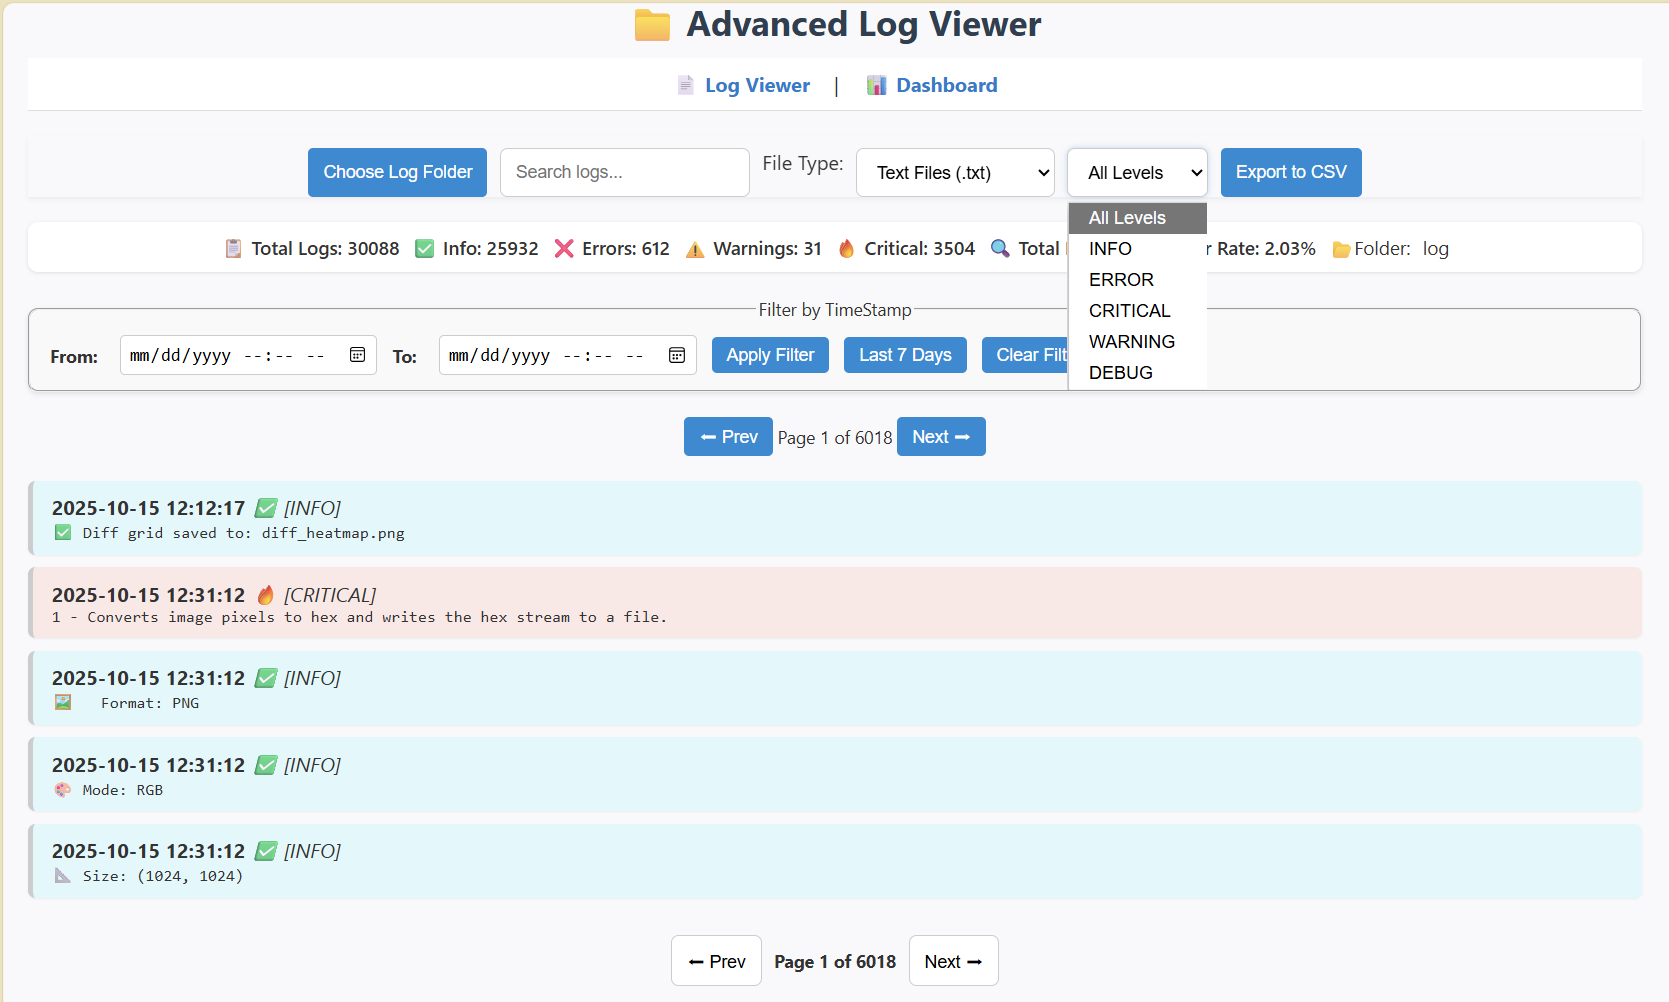 Advanced Log Viewer
Log Viewer | Dashboard
Choose Log Folder Search logs... File Type: Text Files (.txt) All Levels Export to CSV
All Levels
INFO
ERROR
CRITICAL
WARNING
DEBUG
Total Logs: 30088 Info: 25932 Errors: 612 Warnings: 31 Critical: 3504 Total Rate: 2.03% Folder: log
Filter by TimeStamp
From: mm/dd/yyyy --:-- -- To: mm/dd/yyyy --:-- -- Apply Filter Last 7 Days Clear Filt
← Prev Page 1 of 6018 Next →
2025-10-15 12:12:17 [INFO]
Diff grid saved to: diff_heatmap.png
2025-10-15 12:31:12 [CRITICAL]
1 - Converts image pixels to hex and writes the hex stream to a file.
2025-10-15 12:31:12 [INFO]
Format: PNG
2025-10-15 12:31:12 [INFO]
Mode: RGB
2025-10-15 12:31:12 [INFO]
Size: (1024, 1024)
← Prev Page 1 of 6018 Next →